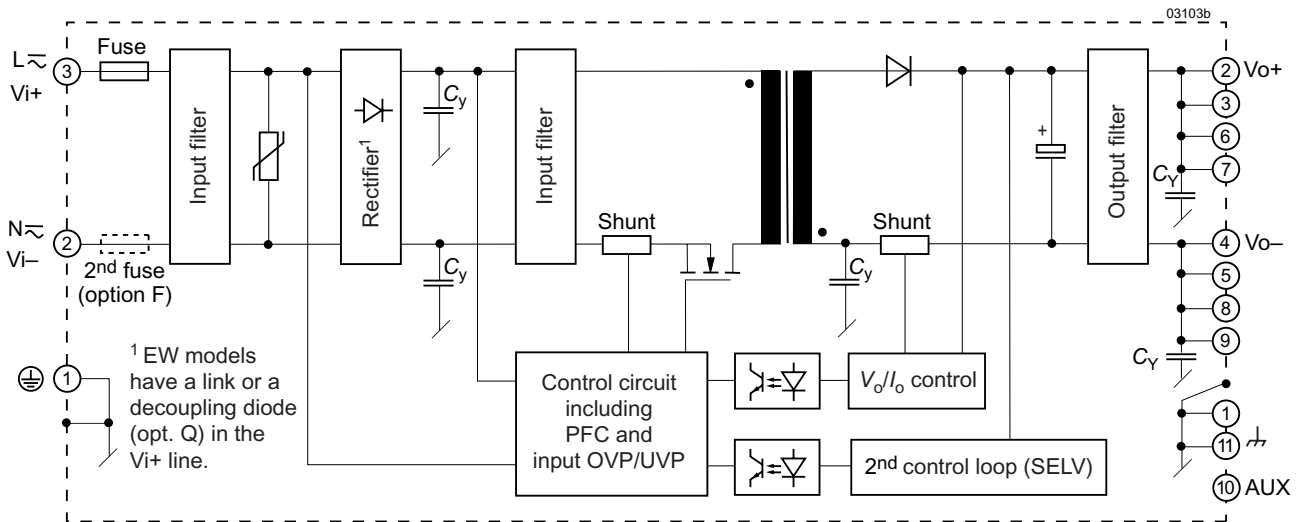 03103b
L
3
Vi+
Fuse
Input filter
Rectifier1
Cy
Input filter
Output filter
+
2 Vo+
3
6
7
CY
N
2
Vi–
2nd fuse
(option F)
Cy
Shunt
Cy
Shunt
4 Vo–
5
8
9
CY
1
1 EW models
have a link or a
decoupling diode
(opt. Q) in the
Vi+ line.
Control circuit
including
PFC and
input OVP/UVP
Vo/Io control
2nd control loop (SELV)
1
11
10 AUX